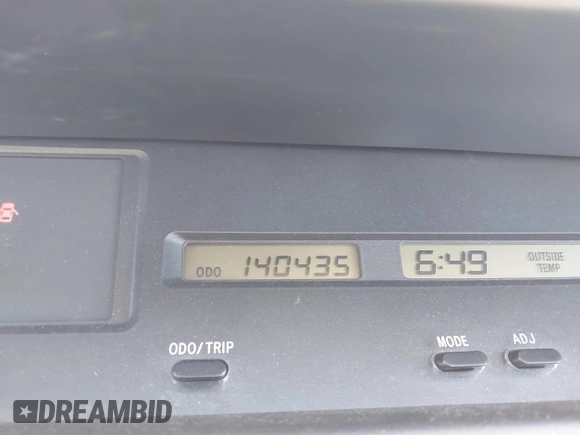 ODO 140435
6:49
OUTSIDE
TEMP
ODO/TRIP
MODE
ADJ
DREAMBID